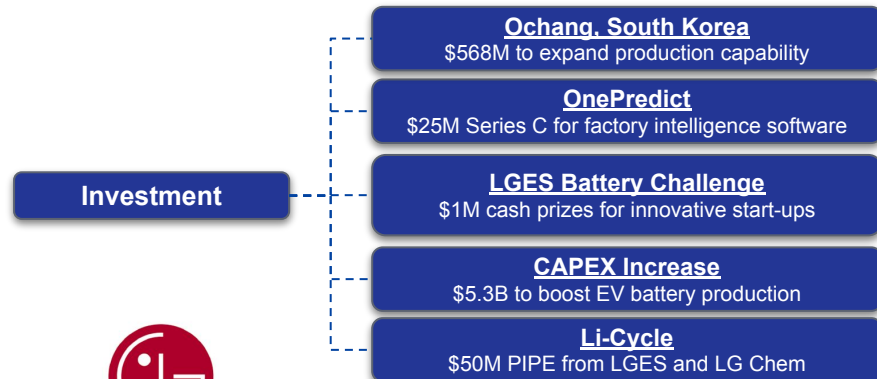 Ochang, South Korea
$568M to expand production capability
OnePredict
$25M Series C for factory intelligence software
Investment
LGES Battery Challenge
$1M cash prizes for innovative start-ups
CAPEX Increase
$5.3B to boost EV battery production
Li-Cycle
$50M PIPE from LGES and LG Chem